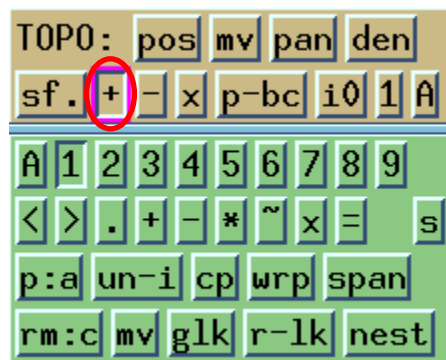 TOPO: pos mv pan den
sf. + - x p-bc i0 1 A
A 1 2 3 4 5 6 7 8 9
< > . + - * ~ x = s
p:a un-i cp wrp span
rm:c mv glk r-lk nest